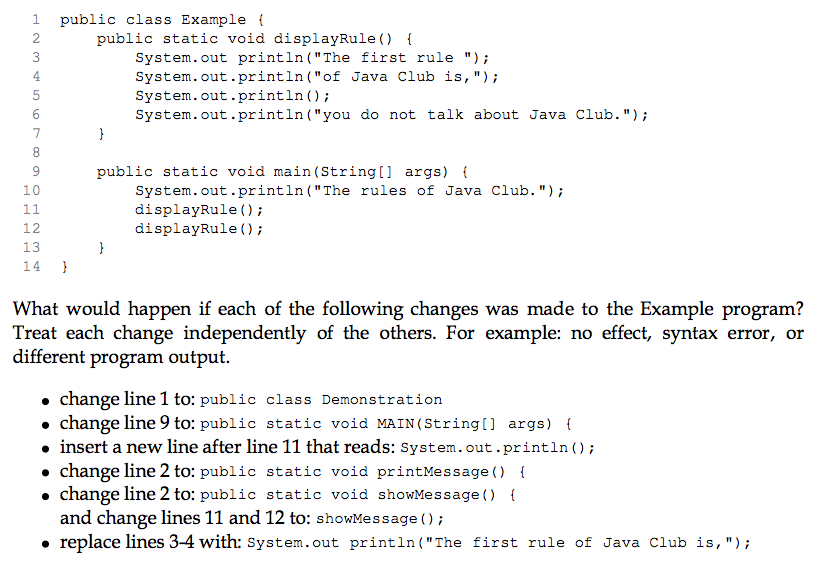 1 public class Example {
2 public static void displayRule() {
3 System.out println("The first rule ");
4 System.out.println("of Java Club is,");
5 System.out.println();
6 System.out.println("you do not talk about Java Club.");
7 }
8
9 public static void main(String[] args) {
10 System.out.println("The rules of Java Club.");
11 displayRule();
12 displayRule();
13 }
14 }
What would happen if each of the following changes was made to the Example program?
Treat each change independently of the others. For example: no effect, syntax error, or
different program output.
• change line 1 to: public class Demonstration
• change line 9 to: public static void MAIN(String[] args) {
• insert a new line after line 11 that reads: System.out.println();
• change line 2 to: public static void printMessage() {
• change line 2 to: public static void showMessage() {
and change lines 11 and 12 to: showMessage();
• replace lines 3-4 with: System.out println("The first rule of Java Club is,");